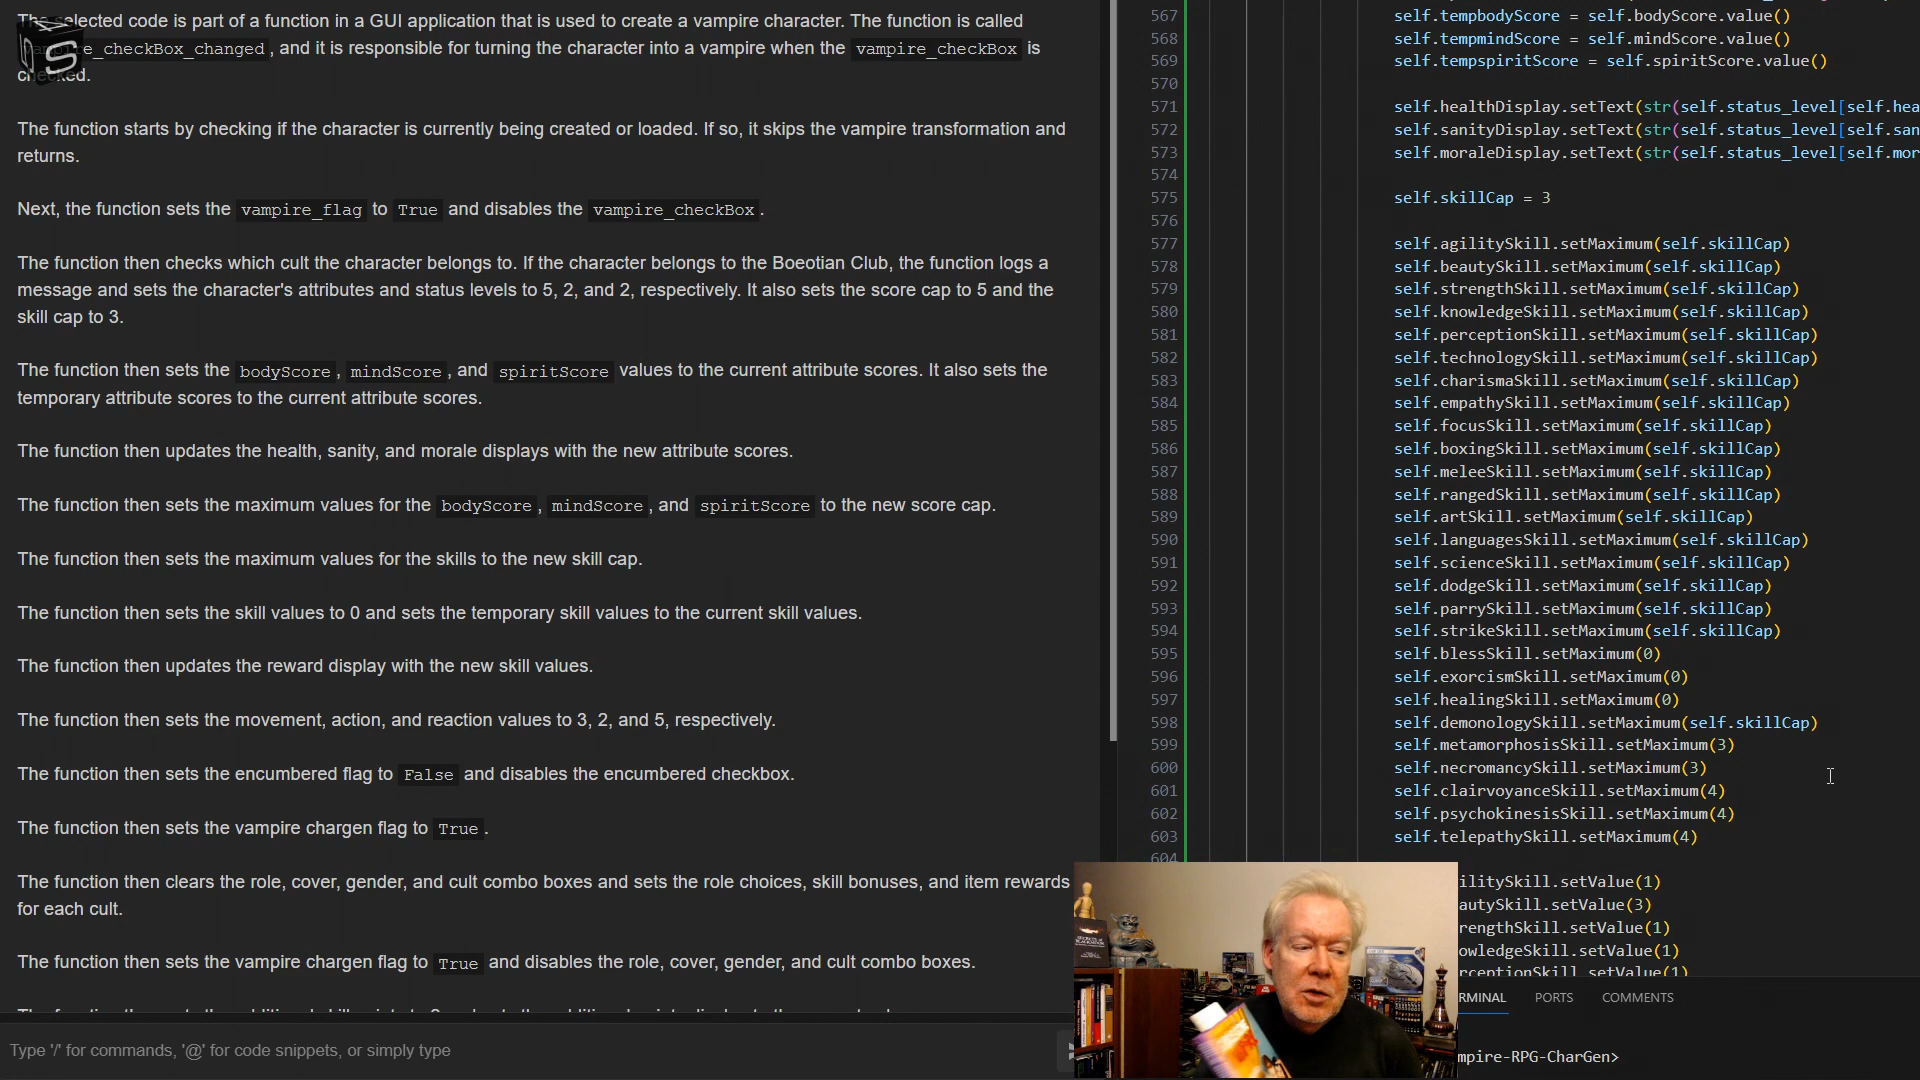 The selected code is part of a function in a GUI application that is used to create a vampire character. The function is called
vampire_checkBox_changed, and it is responsible for turning the character into a vampire when the vampire_checkBox is
checked.
The function starts by checking if the character is currently being created or loaded. If so, it skips the vampire transformation and
returns.
Next, the function sets the vampire_flag to True and disables the vampire_checkBox.
The function then checks which cult the character belongs to. If the character belongs to the Boeotian Club, the function logs a
message and sets the character's attributes and status levels to 5, 2, and 2, respectively. It also sets the score cap to 5 and the
skill cap to 3.
The function then sets the bodyScore, mindScore, and spiritScore values to the current attribute scores. It also sets the
temporary attribute scores to the current attribute scores.
The function then updates the health, sanity, and morale displays with the new attribute scores.
The function then sets the maximum values for the bodyScore, mindScore, and spiritScore to the new score cap.
The function then sets the maximum values for the skills to the new skill cap.
The function then sets the skill values to 0 and sets the temporary skill values to the current skill values.
The function then updates the reward display with the new skill values.
The function then sets the movement, action, and reaction values to 3, 2, and 5, respectively.
The function then sets the encumbered flag to False and disables the encumbered checkbox.
The function then sets the vampire chargen flag to True.
The function then clears the role, cover, gender, and cult combo boxes and sets the role choices, skill bonuses, and item rewards
for each cult.
The function then sets the vampire chargen flag to True and disables the role, cover, gender, and cult combo boxes.
Type '/' for commands, '@' for code snippets, or simply type
567 self.tempbodyScore = self.bodyScore.value()
568 self.tempmindScore = self.mindScore.value()
569 self.tempspiritScore = self.spiritScore.value()
570
571 self.healthDisplay.setText(str(self.status_level[self.hea
572 self.sanityDisplay.setText(str(self.status_level[self.san
573 self.moraleDisplay.setText(str(self.status_level[self.mor
574
575 self.skillCap = 3
576
577 self.agilitySkill.setMaximum(self.skillCap)
578 self.beautySkill.setMaximum(self.skillCap)
579 self.strengthSkill.setMaximum(self.skillCap)
580 self.knowledgeSkill.setMaximum(self.skillCap)
581 self.perceptionSkill.setMaximum(self.skillCap)
582 self.technologySkill.setMaximum(self.skillCap)
583 self.charismaSkill.setMaximum(self.skillCap)
584 self.empathySkill.setMaximum(self.skillCap)
585 self.focusSkill.setMaximum(self.skillCap)
586 self.boxingSkill.setMaximum(self.skillCap)
587 self.meleeSkill.setMaximum(self.skillCap)
588 self.rangedSkill.setMaximum(self.skillCap)
589 self.artSkill.setMaximum(self.skillCap)
590 self.languagesSkill.setMaximum(self.skillCap)
591 self.scienceSkill.setMaximum(self.skillCap)
592 self.dodgeSkill.setMaximum(self.skillCap)
593 self.parrySkill.setMaximum(self.skillCap)
594 self.strikeSkill.setMaximum(self.skillCap)
595 self.blessSkill.setMaximum(0)
596 self.exorcismSkill.setMaximum(0)
597 self.healingSkill.setMaximum(0)
598 self.demonologySkill.setMaximum(self.skillCap)
599 self.metamorphosisSkill.setMaximum(3)
600 self.necromancySkill.setMaximum(3)
601 self.clairvoyanceSkill.setMaximum(4)
602 self.psychokinesisSkill.setMaximum(4)
603 self.telepathySkill.setMaximum(4)
604
ilitySkill.setValue(1)
autySkill.setValue(3)
rengthSkill.setValue(1)
owledgeSkill.setValue(1)
rceptionSkill.setValue(1)
RMINAL PORTS COMMENTS
mpire-RPG-CharGen>